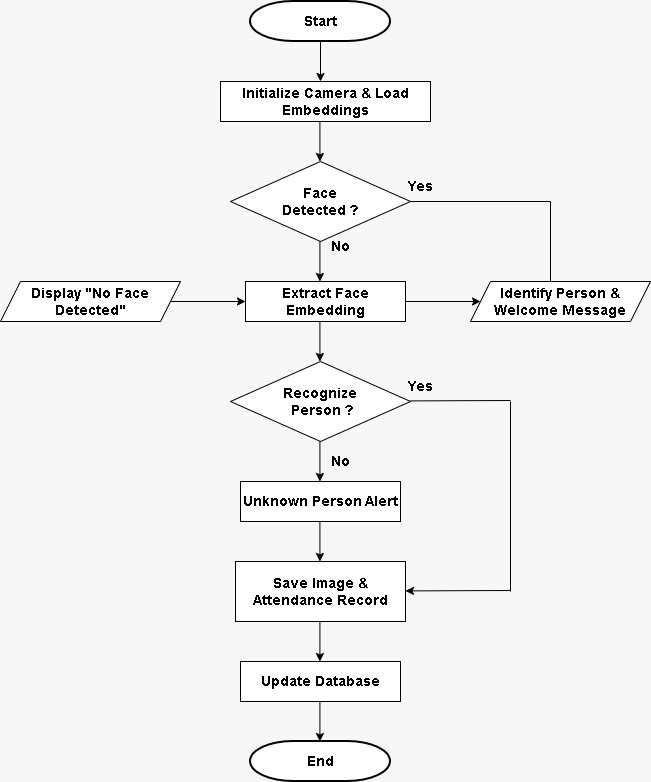 Start
Initialize Camera & Load
Embeddings
Face
Detected ?
Yes
No
Display "No Face
Detected"
Extract Face
Embedding
Identify Person &
Welcome Message
Recognize
Person ?
Yes
No
Unknown Person Alert
Save Image &
Attendance Record
Update Database
End